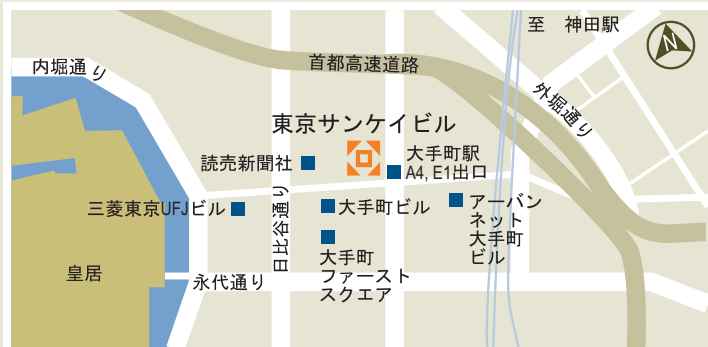 至 神田駅
N
内堀通り
首都高速道路
外堀通り
東京サンケイビル
読売新聞社
大手町駅
A4, E1出口
三菱東京UFJビル
日比谷通り
大手町ビル
アーバン
ネット
大手町
ビル
大手町
ファースト
スクエア
皇居
永代通り